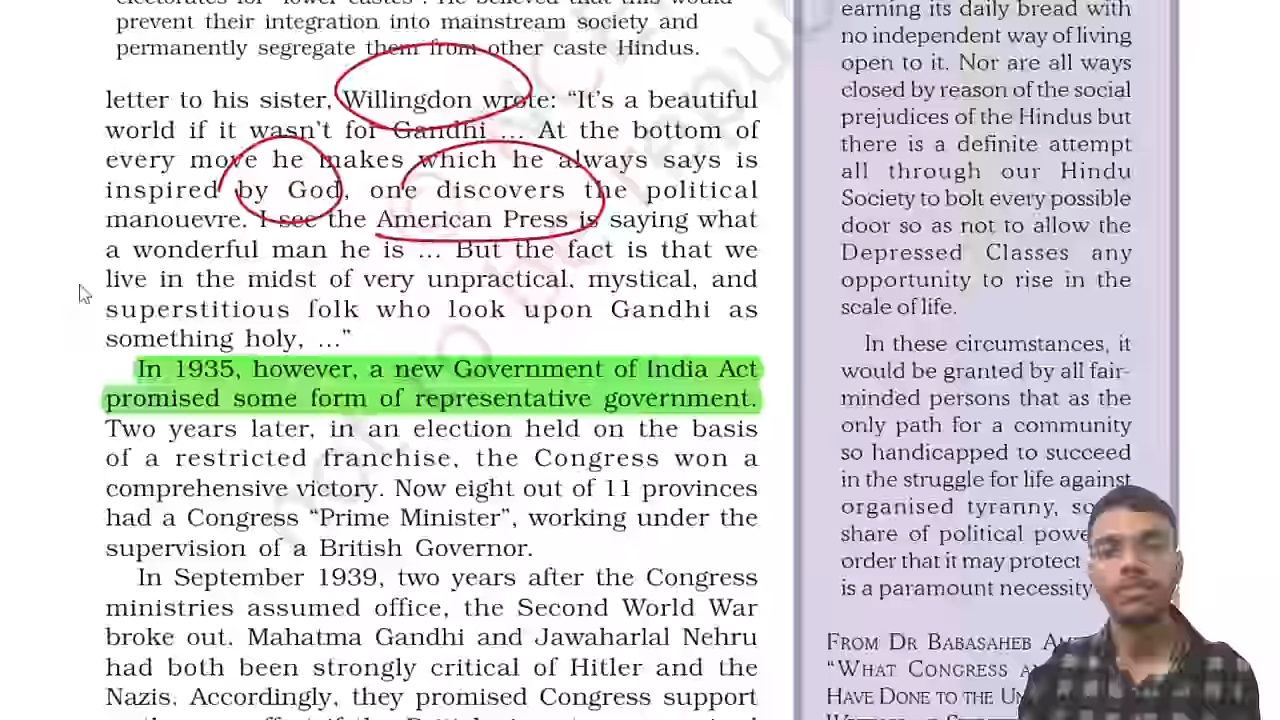 prevent their integration into mainstream society and
permanently segregate them from other caste Hindus.
letter to his sister, Willingdon wrote: “It's a beautiful
world if it wasn't for Gandhi ... At the bottom of
every move he makes which he always says is
inspired by God, one discovers the political
manouevre. I see the American Press is saying what
a wonderful man he is ... But the fact is that we
live in the midst of very unpractical, mystical, and
superstitious folk who look upon Gandhi as
something holy, ...”
In 1935, however, a new Government of India Act
promised some form of representative government.
Two years later, in an election held on the basis
of a restricted franchise, the Congress won a
comprehensive victory. Now eight out of 11 provinces
had a Congress “Prime Minister”, working under the
supervision of a British Governor.
In September 1939, two years after the Congress
ministries assumed office, the Second World War
broke out. Mahatma Gandhi and Jawaharlal Nehru
had both been strongly critical of Hitler and the
Nazis. Accordingly, they promised Congress support
earning its daily bread with
no independent way of living
open to it. Nor are all ways
closed by reason of the social
prejudices of the Hindus but
there is a definite attempt
all through our Hindu
Society to bolt every possible
door so as not to allow the
Depressed Classes any
opportunity to rise in the
scale of life.
In these circumstances, it
would be granted by all fair-
minded persons that as the
only path for a community
so handicapped to succeed
in the struggle for life against
organised tyranny,
share of political
order that it may protect
is a paramount necessity
FROM DR BABASAHEB
“WHAT CONGRESS
HAVE DONE TO THE